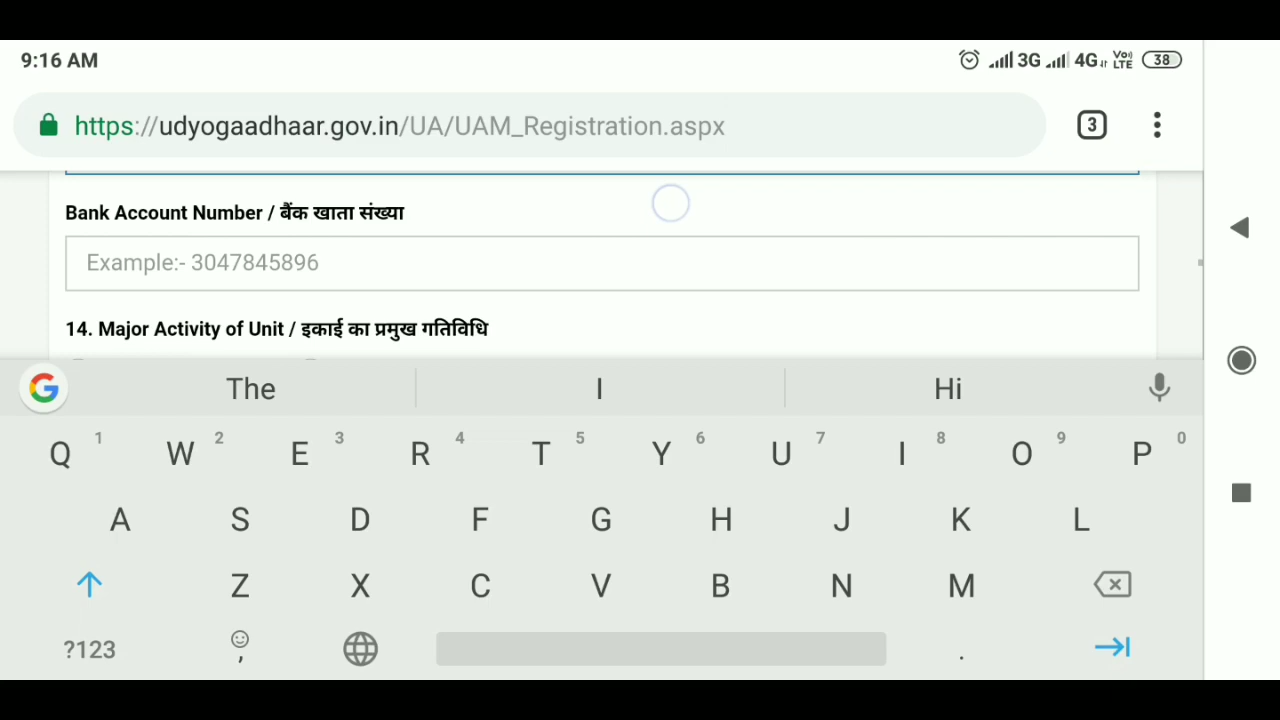 9:16 AM 3G 4G Vo)) LTE 38
https://udyogaadhaar.gov.in/UA/UAM_Registration.aspx 3
Bank Account Number / बैंक खाता संख्या
Example:- 3047845896
14. Major Activity of Unit / इकाई का प्रमुख गतिविधि
G The I Hi
Q 1 W 2 E 3 R 4 T 5 Y 6 U 7 I 8 O 9 P 0
A S D F G H J K L
Z X C V B N M
?123 , .